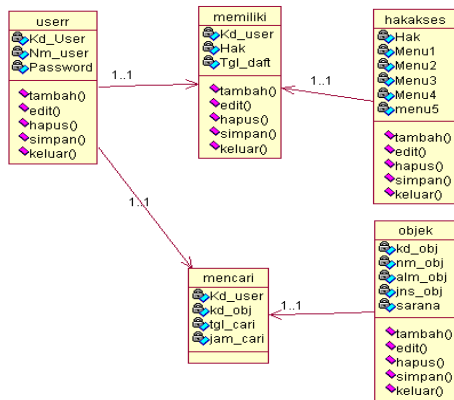 userr
Kd_User
Nm_user
Password
tambah()
edit()
hapus()
simpan()
keluar()
memiliki
Kd_user
Hak
Tgl_daft
tambah()
edit()
hapus()
simpan()
keluar()
hakakses
Hak
Menu1
Menu2
Menu3
Menu4
menu5
tambah()
edit()
hapus()
simpan()
keluar()
1..1
1..1
1..1
mencari
Kd_user
kd_obj
tgl_cari
jam_cari
1..1
objek
kd_obj
nm_obj
alm_obj
jns_obj
sarana
tambah()
edit()
hapus()
simpan()
keluar()